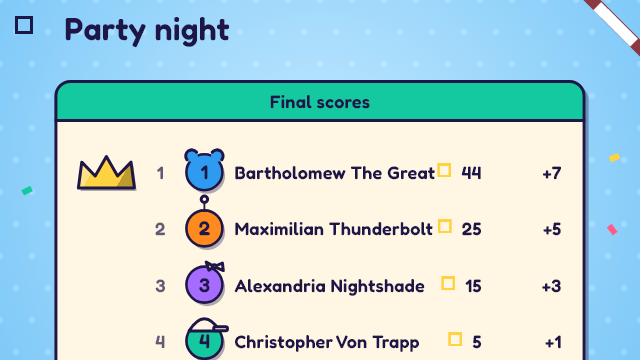 Party night
Final scores
1 1 Bartholomew The Great 44 +7
2 2 Maximilian Thunderbolt 25 +5
3 3 Alexandria Nightshade 15 +3
4 4 Christopher Von Trapp 5 +1